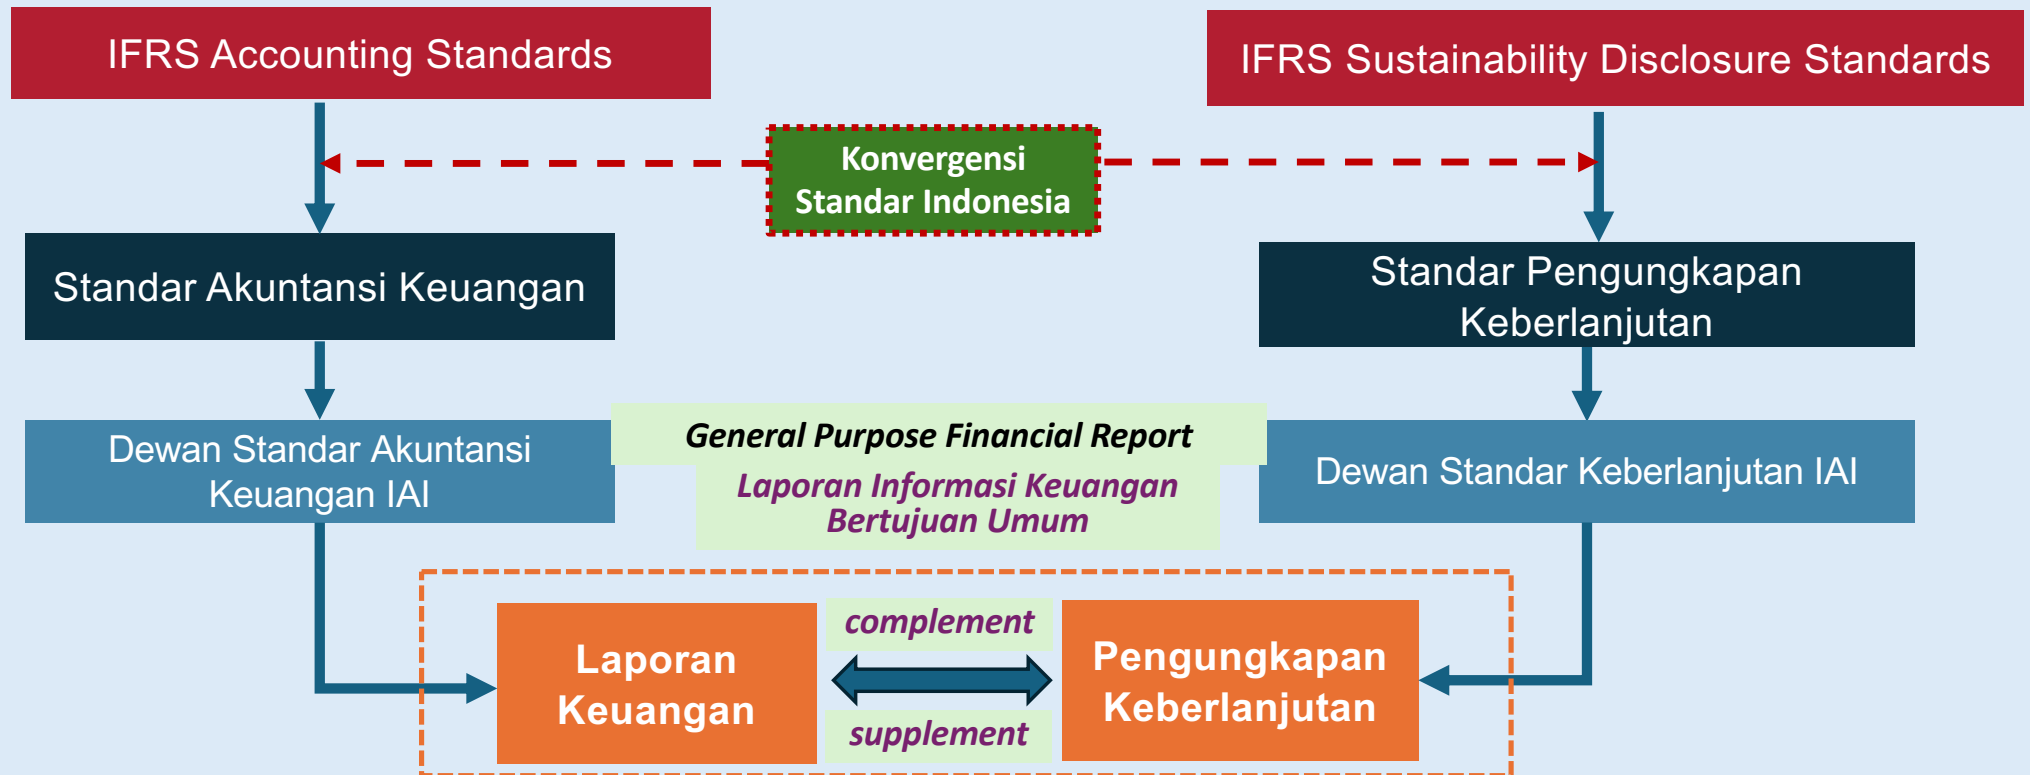 IFRS Accounting Standards
IFRS Sustainability Disclosure Standards
Konvergensi
Standar Indonesia
Standar Akuntansi Keuangan
Standar Pengungkapan
Keberlanjutan
Dewan Standar Akuntansi
Keuangan IAI
General Purpose Financial Report
Laporan Informasi Keuangan
Bertujuan Umum
Dewan Standar Keberlanjutan IAI
Laporan
Keuangan
complement
supplement
Pengungkapan
Keberlanjutan